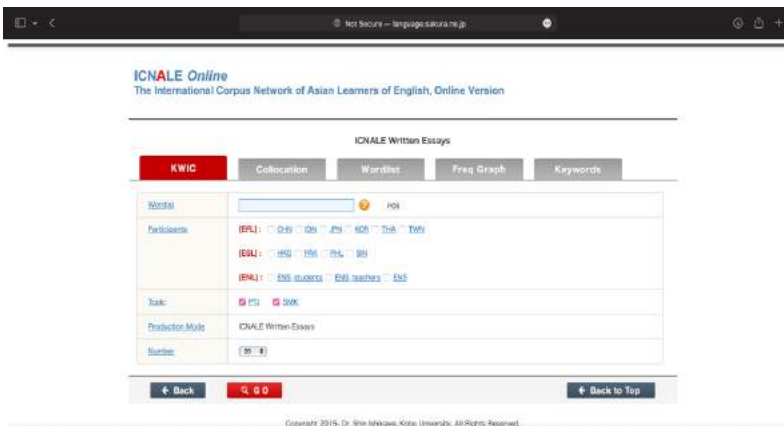 Not Secure — language.sakura.ne.jp
ICNALE Online
The International Corpus Network of Asian Learners of English, Online Version
ICNALE Written Essays
KWIC Collocation Wordlist Freq Graph Keywords
Word(s) ? POS
Participants [EFL] : CHN IDN JPN KOR THA TWN
[ESL] : HKG PAK PHL SIN
[ENL] : ENS_students ENS_teachers ENS
Topic PTJ SMK
Production Mode ICNALE Written Essays
Number
← Back GO ← Back to Top
Copyright 2015- Dr. Shin Ishikawa, Kobe University. All Rights Reserved.